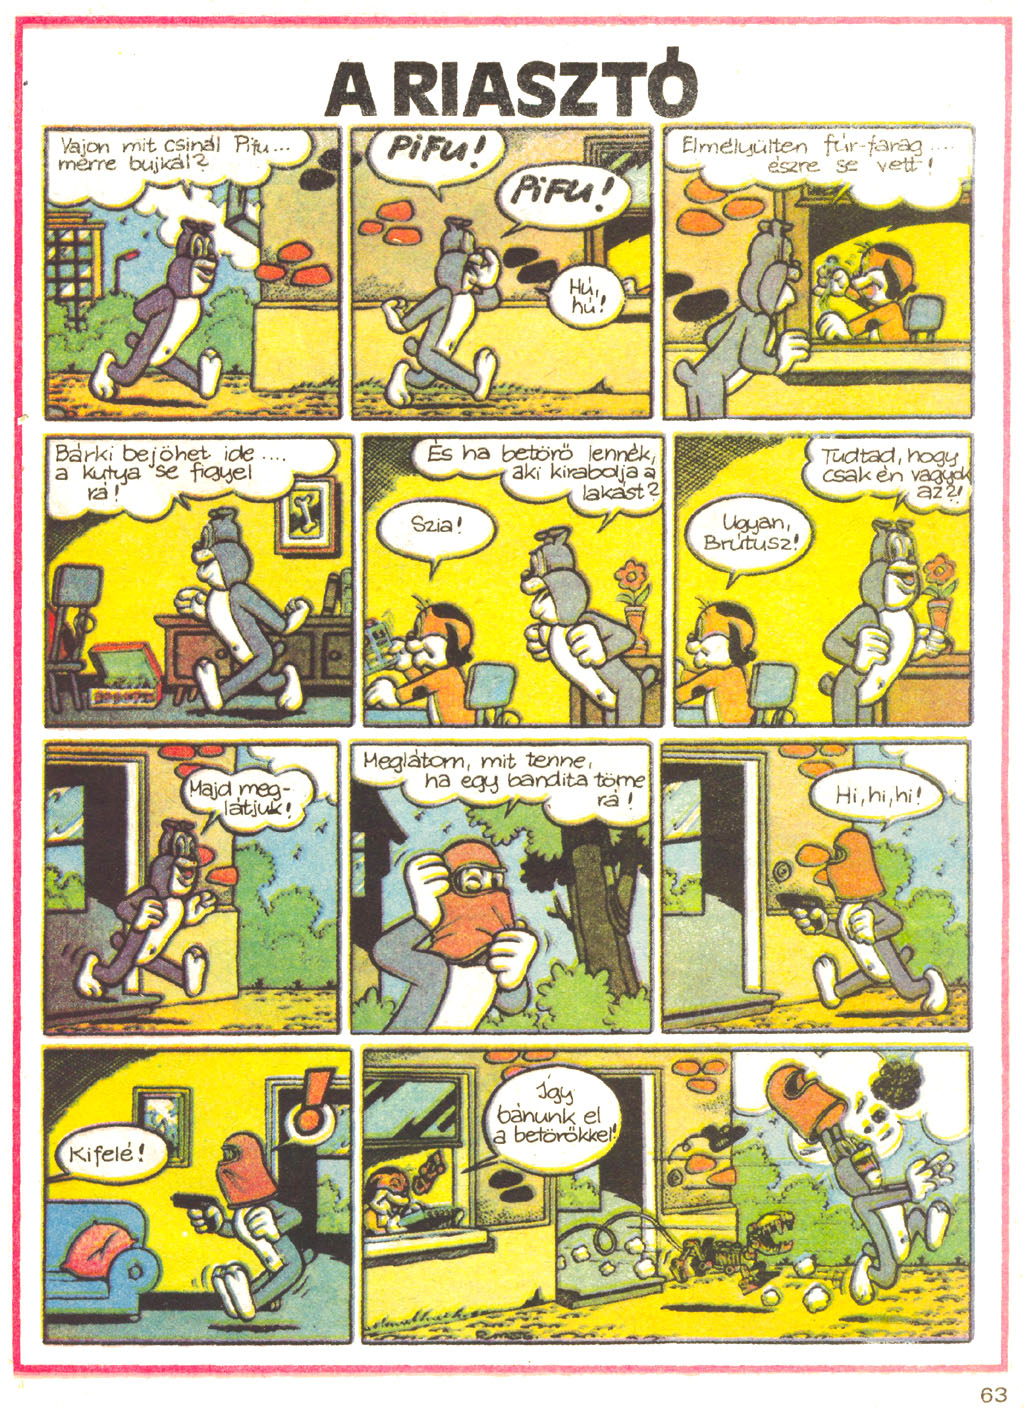 A RIASZTÓ
Vajon mit csinál Pifu...
merre bujkál?
PiFu!
PiFU!
Hú,
hú!
Elmélyülten fúr-farag ....
észre se vett!
Bárki bejöhet ide ....
a kutya se figyel
rá!
És ha betörő lennék,
aki kirabolja a
lakást?
Szia!
Tudtad, hogy
csak én vagyok
az?!
Ugyan,
Brútusz!
Majd meg-
látjuk!
Meglátom, mit tenne,
ha egy bandita törne
rá!
Hi, hi, hi!
!
Kifelé!
Így
bánunk el
a betörőkkel!
63